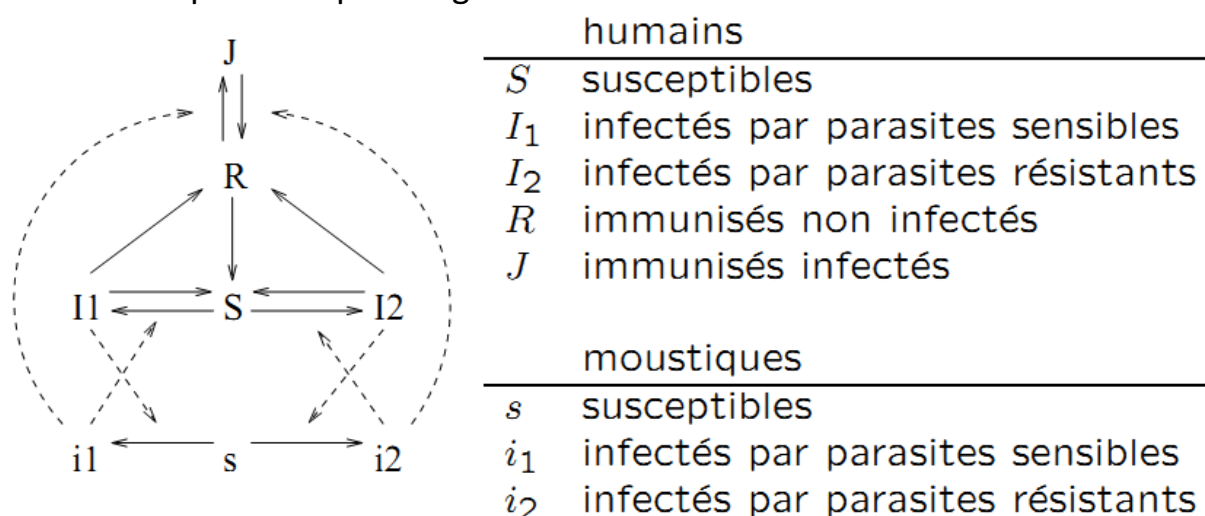 J
R
I1 S I2
i1 s i2
humains
S susceptibles
I1 infectés par parasites sensibles
I2 infectés par parasites résistants
R immunisés non infectés
J immunisés infectés
moustiques
s susceptibles
i1 infectés par parasites sensibles
i2 infectés par parasites résistants